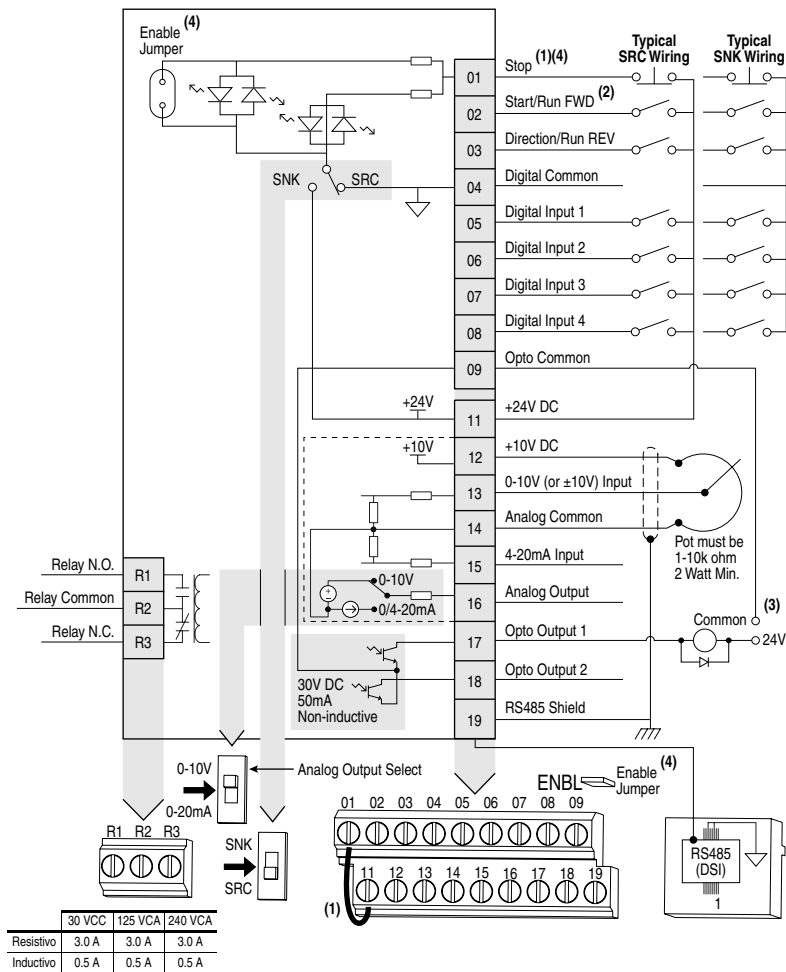 Enable (4)
Jumper
Typical
SRC Wiring
Typical
SNK Wiring
01 Stop (1)(4)
02 Start/Run FWD (2)
03 Direction/Run REV
SNK SRC
04 Digital Common
05 Digital Input 1
06 Digital Input 2
07 Digital Input 3
08 Digital Input 4
09 Opto Common
+24V
11 +24V DC
+10V
12 +10V DC
13 0-10V (or ±10V) Input
14 Analog Common
Pot must be
1-10k ohm
2 Watt Min.
15 4-20mA Input
Relay N.O. R1
Relay Common R2
Relay N.C. R3
0-10V
0/4-20mA
16 Analog Output
17 Opto Output 1
Common (3)
24V
18 Opto Output 2
30V DC
50mA
Non-inductive
19 RS485 Shield
0-10V
0-20mA
Analog Output Select
ENBL Enable (4)
Jumper
01 02 03 04 05 06 07 08 09
R1 R2 R3
SNK
SRC
11 12 13 14 15 16 17 18 19
(1)
RS485
(DSI)
1
30 VCC 125 VCA 240 VCA
Resistivo 3.0 A 3.0 A 3.0 A
Inductivo 0.5 A 0.5 A 0.5 A